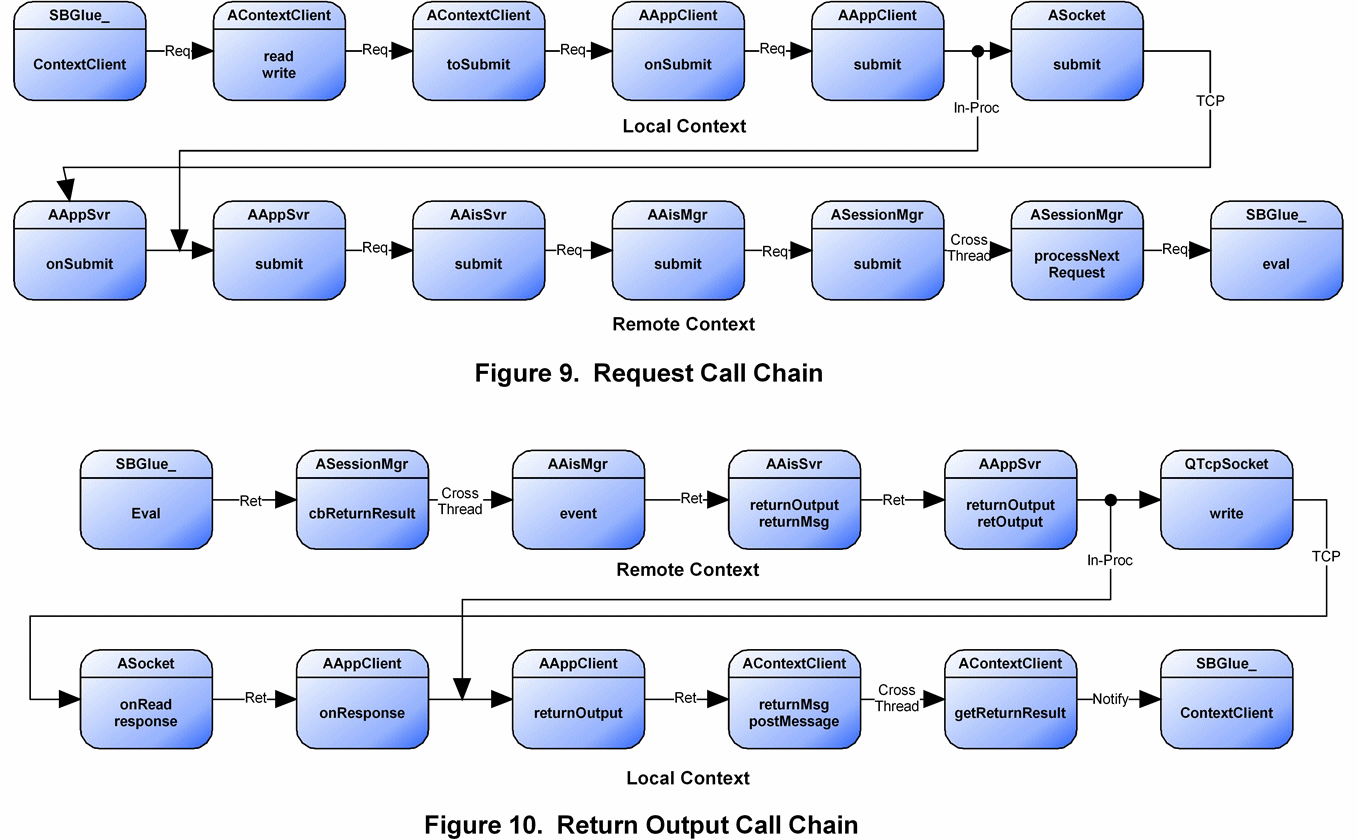 SBGlue_
ContextClient
Req
AContextClient
read
write
Req
AContextClient
toSubmit
Req
AAppClient
onSubmit
Req
AAppClient
submit
In-Proc
ASocket
submit
TCP
Local Context
AAppSvr
onSubmit
AAppSvr
submit
Req
AAisSvr
submit
Req
AAisMgr
submit
Req
ASessionMgr
submit
Cross
Thread
ASessionMgr
processNext
Request
Req
SBGlue_
eval
Remote Context
Figure 9. Request Call Chain
SBGlue_
Eval
Ret
ASessionMgr
cbReturnResult
Cross
Thread
AAisMgr
event
Ret
AAisSvr
returnOutput
returnMsg
Ret
AAppSvr
returnOutput
retOutput
In-Proc
QTcpSocket
write
TCP
Remote Context
ASocket
onRead
response
Ret
AAppClient
onResponse
AAppClient
returnOutput
Ret
AContextClient
returnMsg
postMessage
Cross
Thread
AContextClient
getReturnResult
Notify
SBGlue_
ContextClient
Local Context
Figure 10. Return Output Call Chain